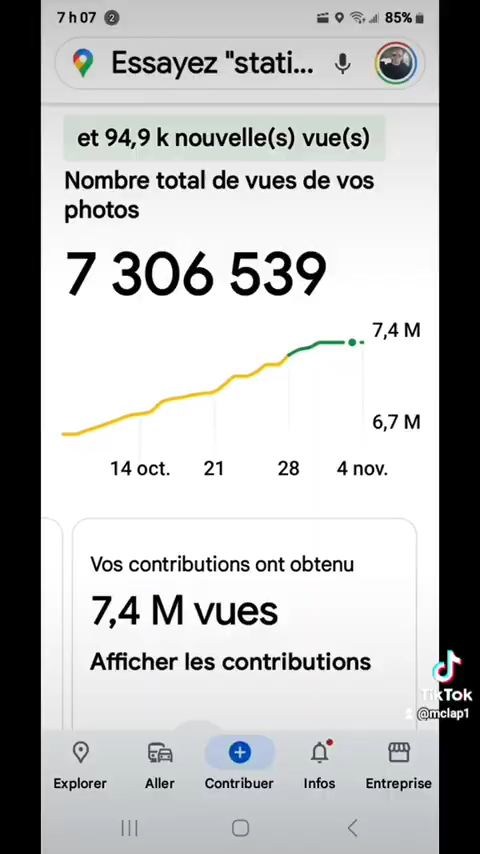 7 h 07 2 85%
Essayez "stati...
et 94,9 k nouvelle(s) vue(s)
Nombre total de vues de vos
photos
7 306 539
7,4 M
6,7 M
14 oct. 21 28 4 nov.
Vos contributions ont obtenu
7,4 M vues
Afficher les contributions
TikTok
@mclap1
Explorer Aller Contribuer Infos Entreprise